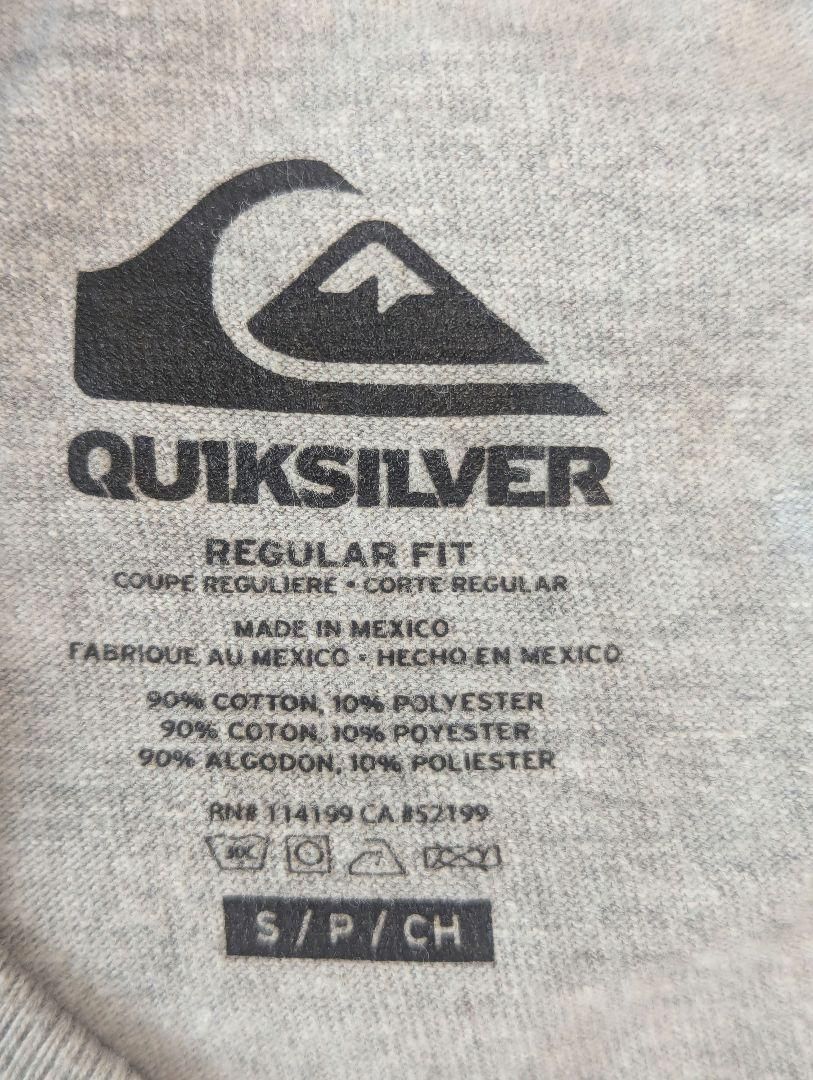 QUIKSILVER
REGULAR FIT
COUPE REGULIERE • CORTE REGULAR
MADE IN MEXICO
FABRIQUE AU MEXICO • HECHO EN MEXICO
90% COTTON, 10% POLYESTER
90% COTON, 10% POYESTER
90% ALGODON, 10% POLIESTER
RN# 114199 CA #52199
30C
S / P / CH